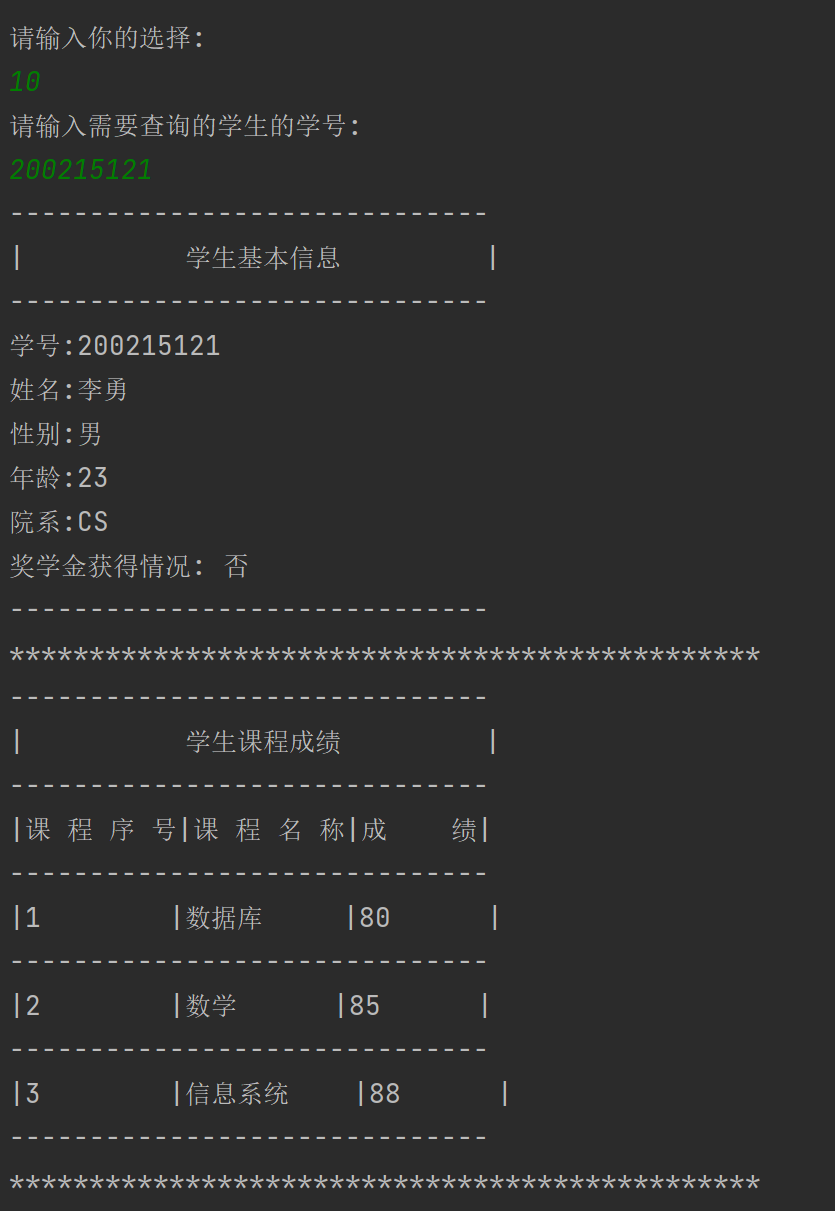 请输入你的选择:
10
请输入需要查询的学生的学号:
200215121
------------------------------
|          学生基本信息         |
------------------------------
学号:200215121
姓名:李勇
性别:男
年龄:23
院系:CS
奖学金获得情况: 否
------------------------------
***********************************************
------------------------------
|          学生课程成绩         |
------------------------------
|课 程 序 号|课 程 名 称|成    绩|
------------------------------
|1        |数据库     |80      |
------------------------------
|2        |数学      |85      |
------------------------------
|3        |信息系统    |88      |
------------------------------
***********************************************